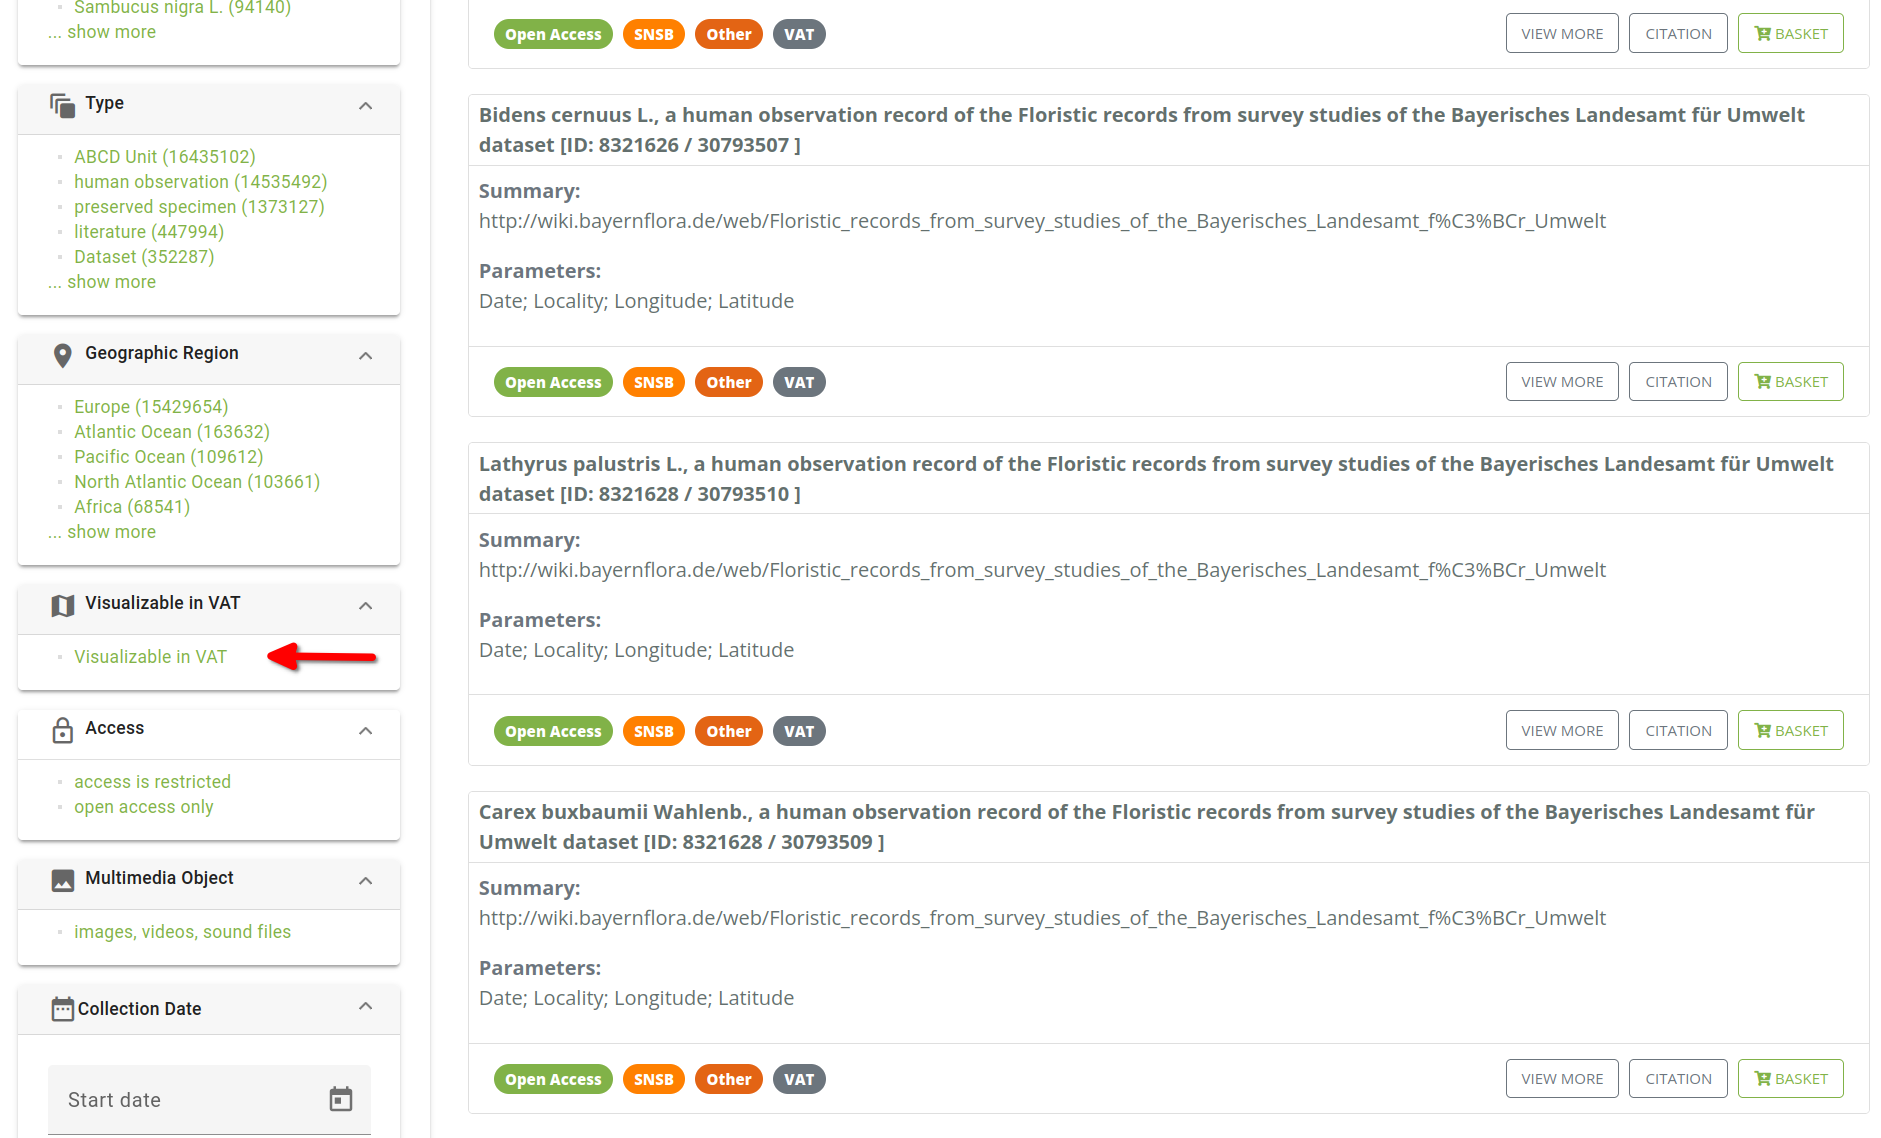 Sambucus nigra L. (94140)
... show more
Type
ABCD Unit (16435102)
human observation (14535492)
preserved specimen (1373127)
literature (447994)
Dataset (352287)
... show more
Geographic Region
Europe (15429654)
Atlantic Ocean (163632)
Pacific Ocean (109612)
North Atlantic Ocean (103661)
Africa (68541)
... show more
Visualizable in VAT
Visualizable in VAT
Access
access is restricted
open access only
Multimedia Object
images, videos, sound files
Collection Date
Start date
Open Access SNSB Other VAT VIEW MORE CITATION BASKET
Bidens cernuus L., a human observation record of the Floristic records from survey studies of the Bayerisches Landesamt für Umwelt
dataset [ID: 8321626 / 30793507 ]
Summary:
http://wiki.bayernflora.de/web/Floristic_records_from_survey_studies_of_the_Bayerisches_Landesamt_f%C3%BCr_Umwelt
Parameters:
Date; Locality; Longitude; Latitude
Open Access SNSB Other VAT VIEW MORE CITATION BASKET
Lathyrus palustris L., a human observation record of the Floristic records from survey studies of the Bayerisches Landesamt für Umwelt
dataset [ID: 8321628 / 30793510 ]
Summary:
http://wiki.bayernflora.de/web/Floristic_records_from_survey_studies_of_the_Bayerisches_Landesamt_f%C3%BCr_Umwelt
Parameters:
Date; Locality; Longitude; Latitude
Open Access SNSB Other VAT VIEW MORE CITATION BASKET
Carex buxbaumii Wahlenb., a human observation record of the Floristic records from survey studies of the Bayerisches Landesamt für
Umwelt dataset [ID: 8321628 / 30793509 ]
Summary:
http://wiki.bayernflora.de/web/Floristic_records_from_survey_studies_of_the_Bayerisches_Landesamt_f%C3%BCr_Umwelt
Parameters:
Date; Locality; Longitude; Latitude
Open Access SNSB Other VAT VIEW MORE CITATION BASKET